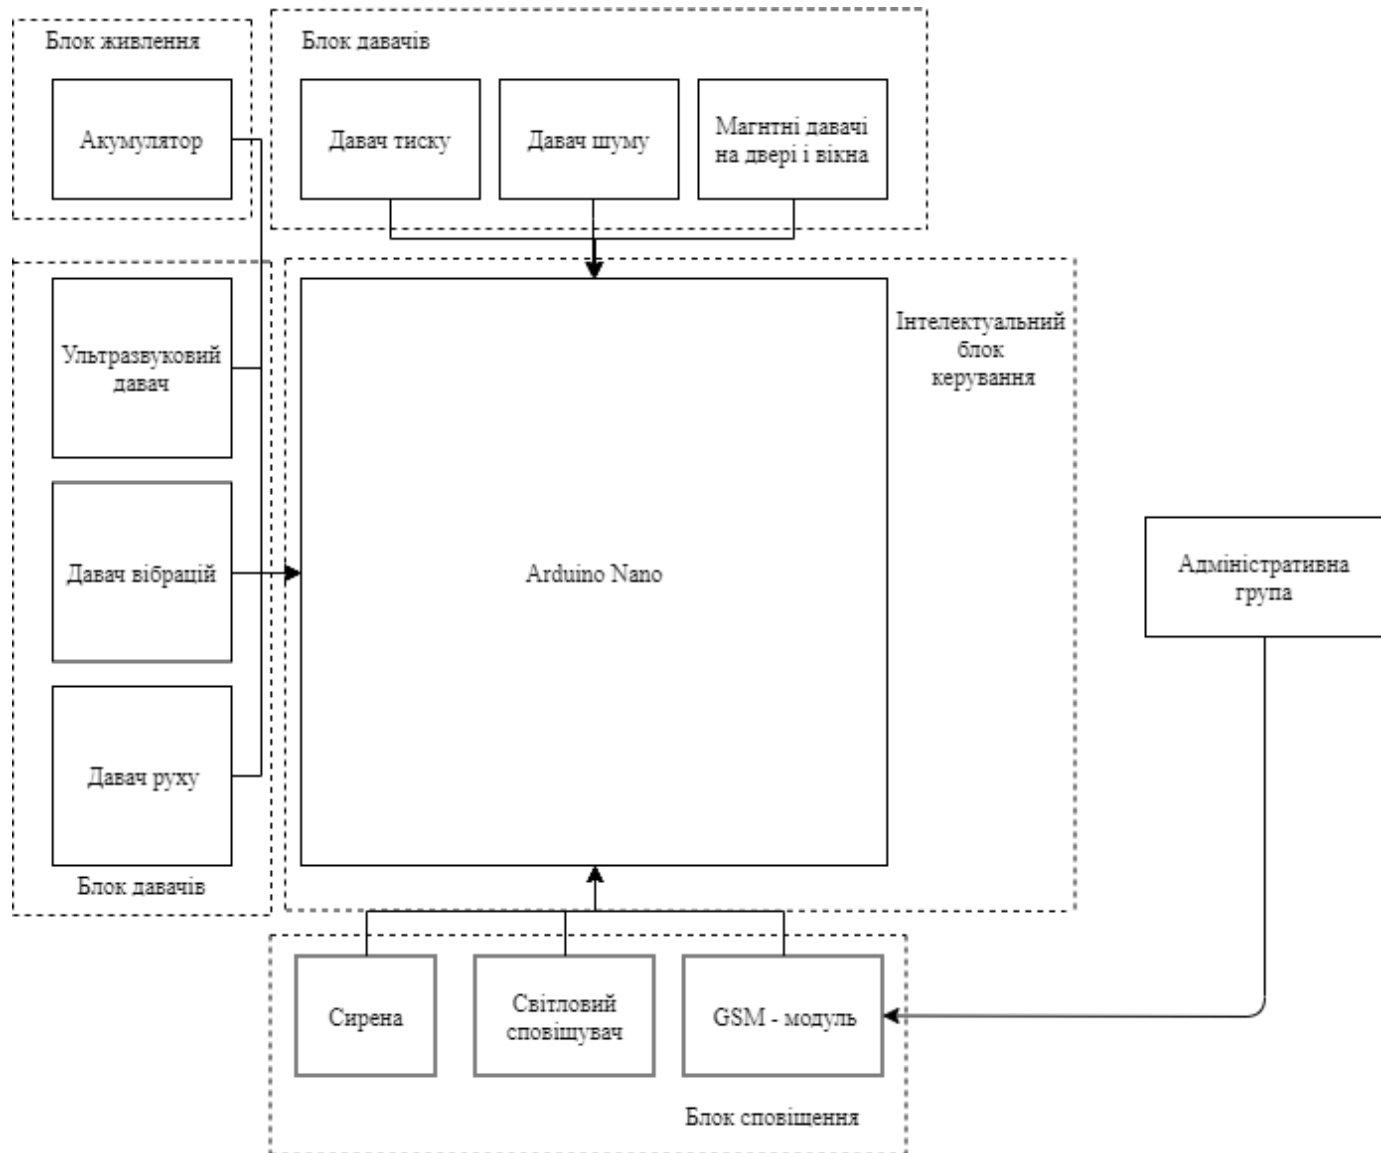 Блок живлення
Акумулятор
Блок давачів
Давач тиску
Давач шуму
Магнтні давачі
на двері і вікна
Ультразвуковий
давач
Давач вібрацій
Давач руху
Блок давачів
Arduino Nano
Інтелектуальний
блок
керування
Адміністративна
група
Сирена
Світловий
сповіщувач
GSM - модуль
Блок сповіщення